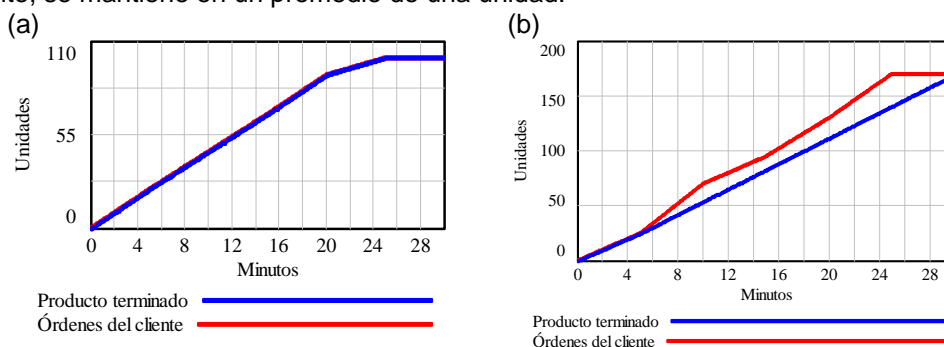 se mantiene en un promedio de una unidad.
(a)
110
55
0
Unidades
0 4 8 12 16 20 24 28
Minutos
Producto terminado
Órdenes del cliente
(b)
200
150
100
50
0
Unidades
0 4 8 12 16 20 24 28
Minutos
Producto terminado
Órdenes del cliente